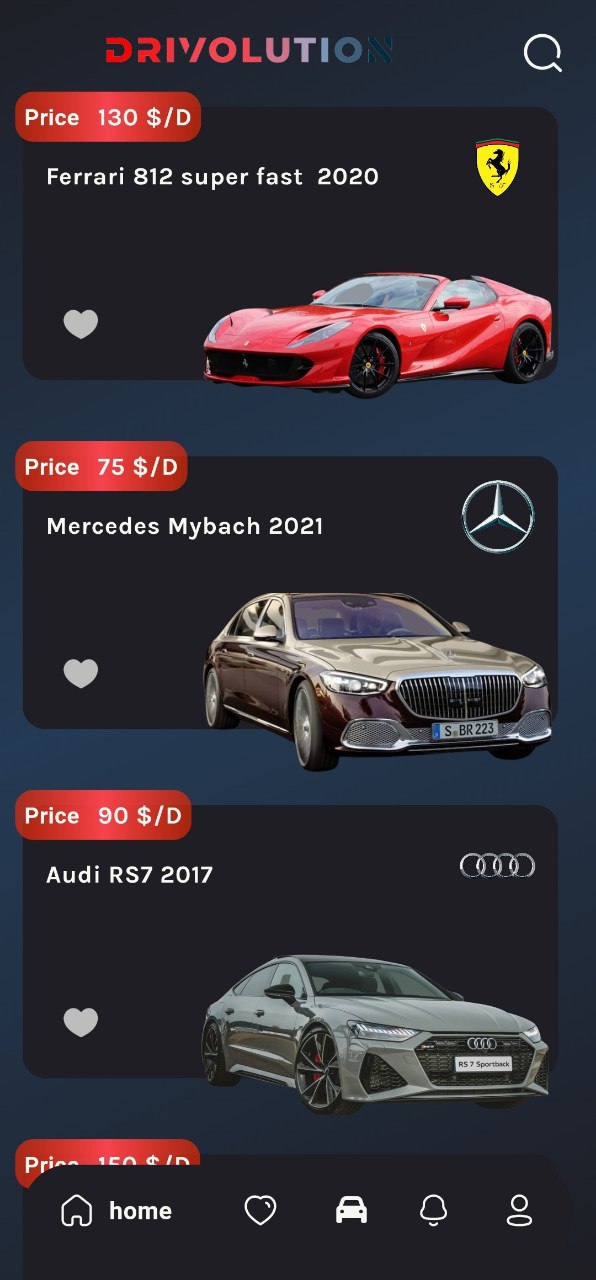 DRIVOLUTION
Price 130 $/D
Ferrari 812 super fast 2020
Price 75 $/D
Mercedes Mybach 2021
S BR 223
Price 90 $/D
Audi RS7 2017
RS 7 Sportback
Price 150 $/D
home